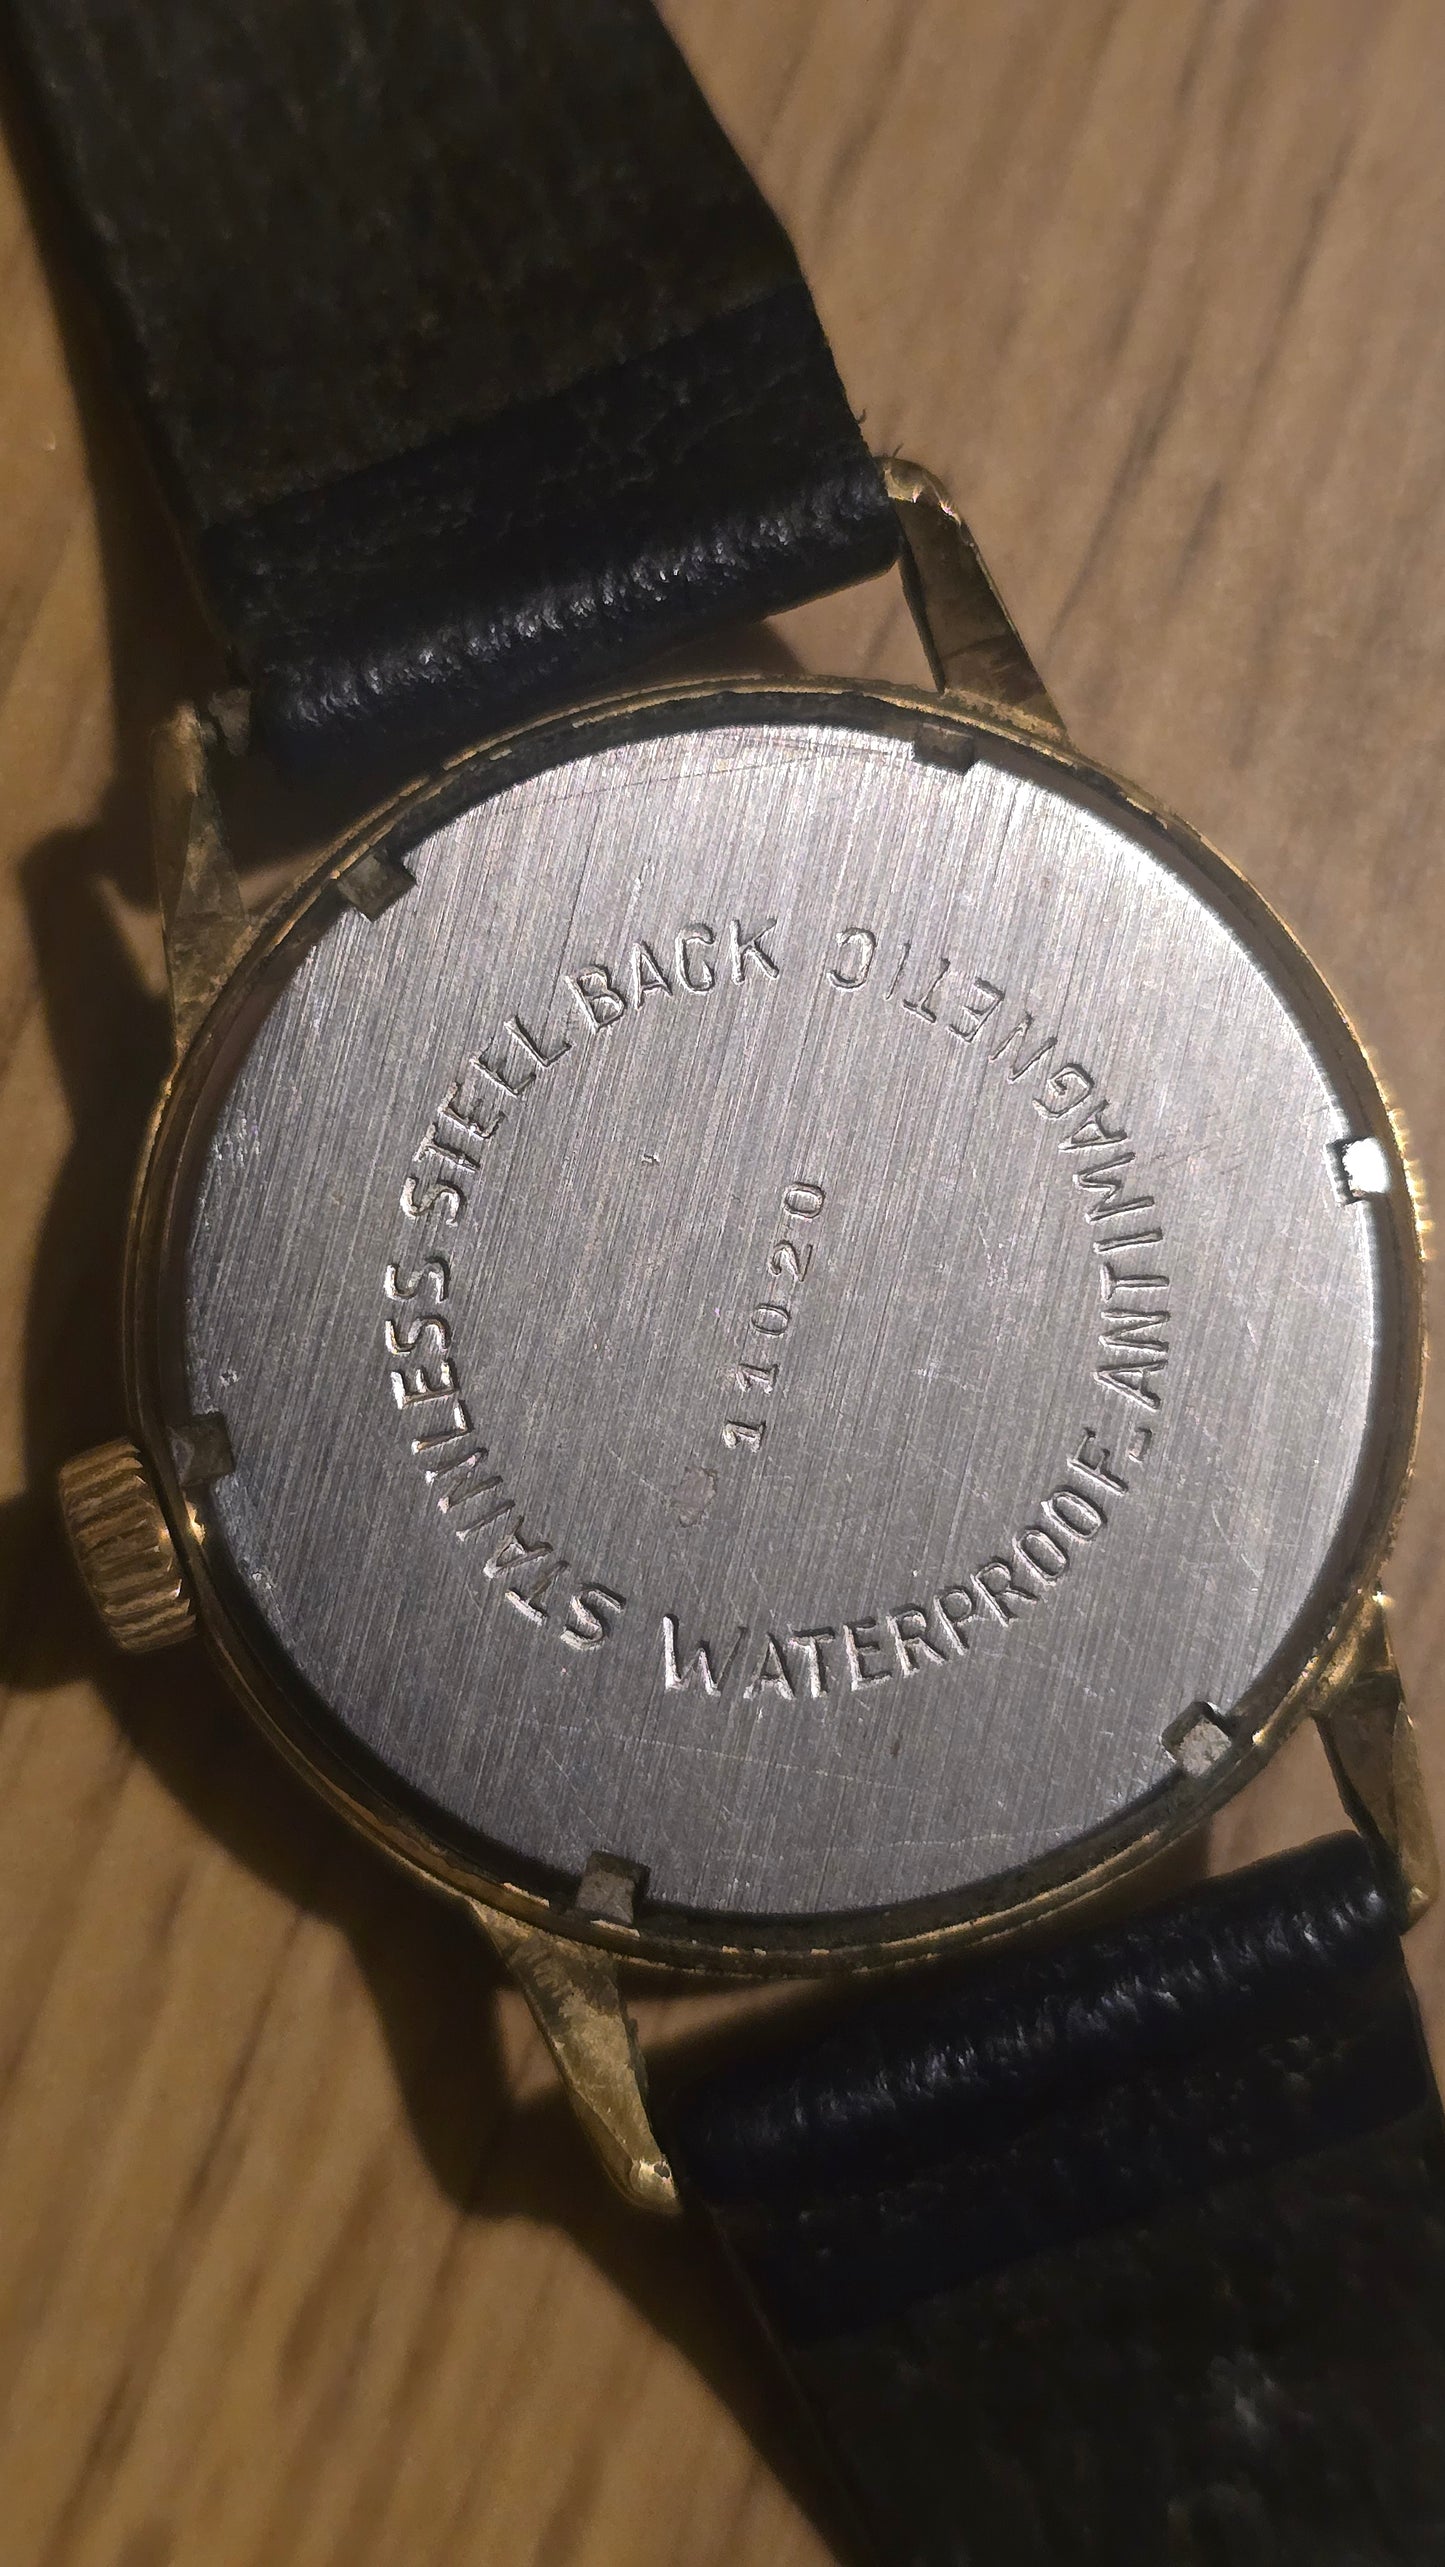 STAINLESS STEEL BACK
WATERPROOF-ANTIMAGNETIC
11020